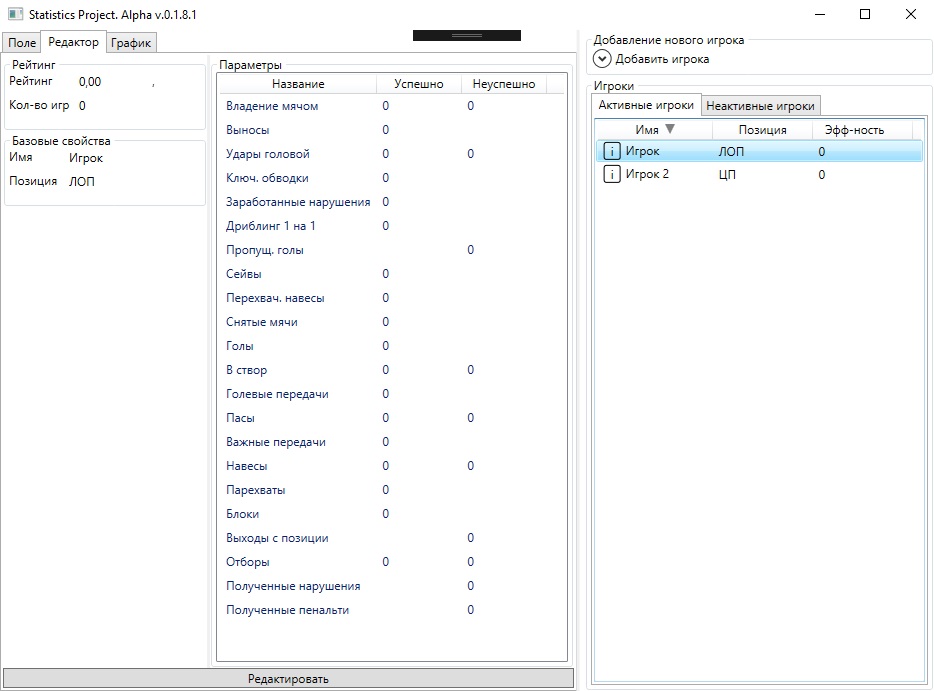 Statistics Project. Alpha v.0.1.8.1
Поле Редактор График
Рейтинг
Рейтинг 0,00 ,
Кол-во игр 0
Базовые свойства
Имя Игрок
Позиция ЛОП
Параметры
Название Успешно Неуспешно
Владение мячом 0 0
Выносы 0
Удары головой 0 0
Ключ. обводки 0
Заработанные нарушения 0
Дриблинг 1 на 1 0
Пропущ. голы 0
Сейвы 0
Перехвач. навесы 0
Снятые мячи 0
Голы 0
В створ 0 0
Голевые передачи 0
Пасы 0 0
Важные передачи 0
Навесы 0 0
Парехваты 0
Блоки 0
Выходы с позиции 0
Отборы 0 0
Полученные нарушения 0
Полученные пенальти 0
Редактировать
Добавление нового игрока
Добавить игрока
Игроки
Активные игроки Неактивные игроки
Имя Позиция Эфф-ность
i Игрок ЛОП 0
i Игрок 2 ЦП 0